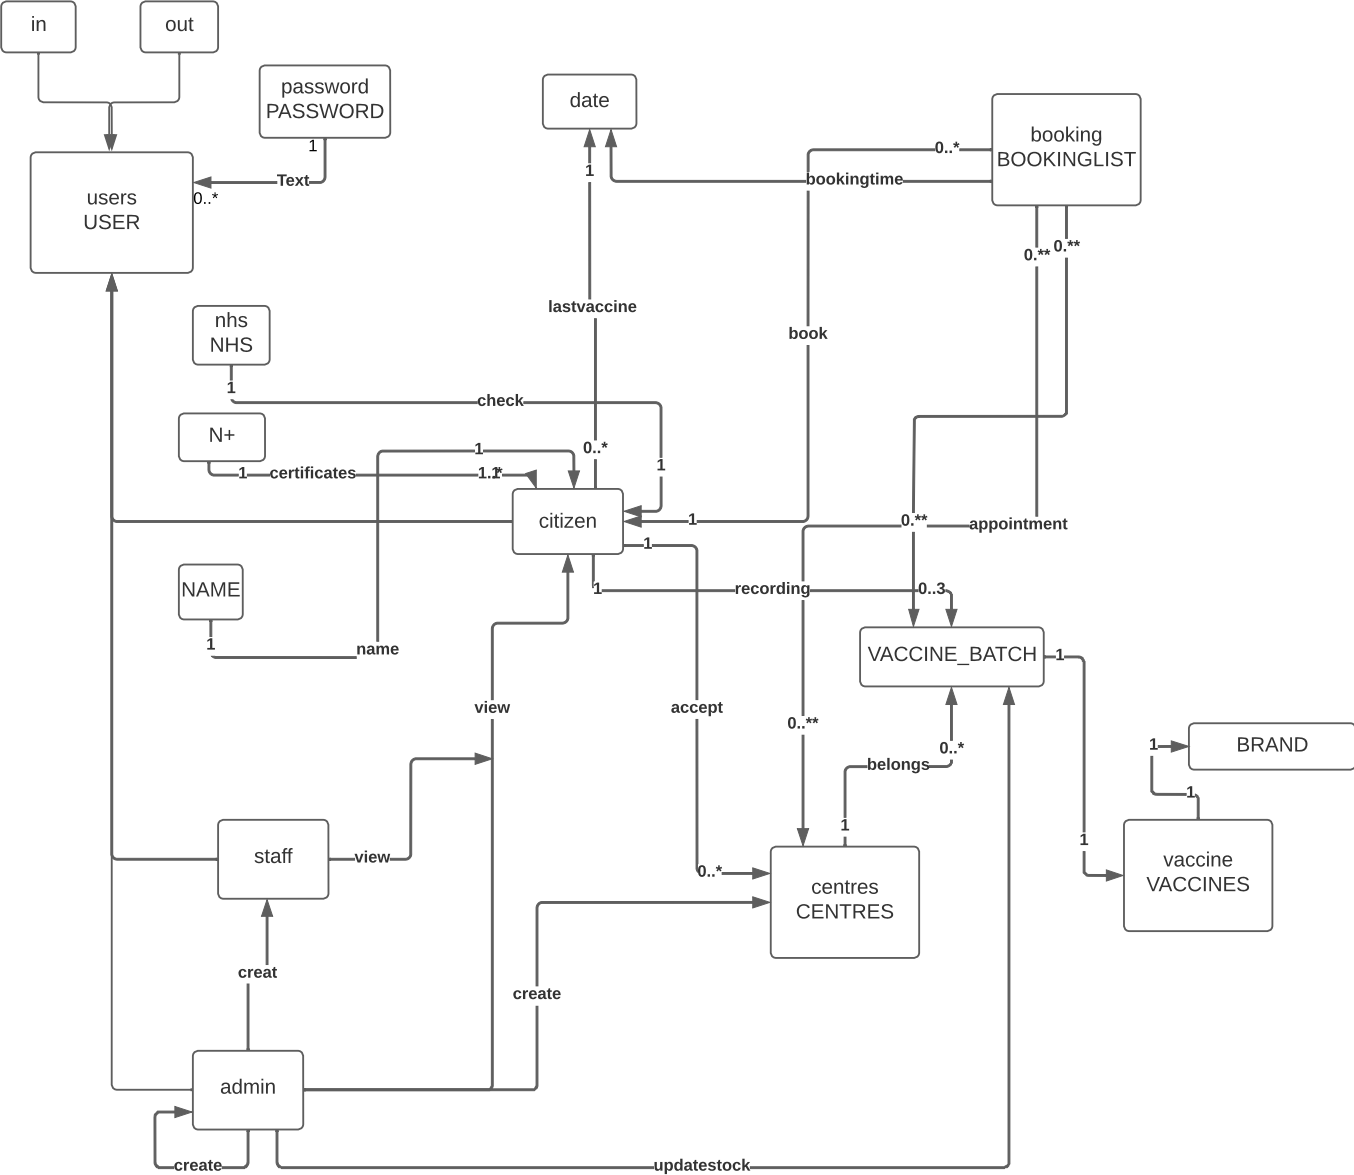 in
out
password
PASSWORD
date
booking
BOOKINGLIST
1
0..*
1
bookingtime
Text
users
USER
0..*
0.**
0.**
lastvaccine
nhs
NHS
book
1
check
N+
1
0..*
1
1
certificates
1..1*
citizen
1
0.**
appointment
1
NAME
1
recording
0..3
1
name
VACCINE_BATCH
1
view
accept
0..**
0..*
1
BRAND
belongs
1
1
1
staff
view
vaccine
VACCINES
0..*
centres
CENTRES
creat
create
admin
create
updatestock